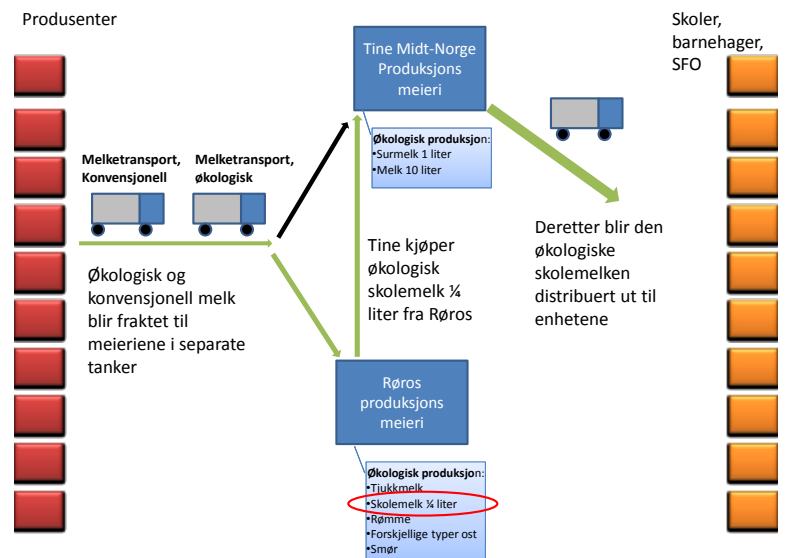 Produsenter
Skoler,
barnehager,
SFO
Tine Midt-Norge
Produksjons
meieri
Økologisk produksjon:
•Surmelk 1 liter
•Melk 10 liter
Melketransport,
Konvensjonell
Melketransport,
økologisk
Økologisk og
konvensjonell melk
blir fraktet til
meieriene i separate
tanker
Tine kjøper
økologisk
skolemelk ¼
liter fra Røros
Deretter blir den
økologiske
skolemelken
distribuert ut til
enhetene
Røros
produksjons
meieri
Økologisk produksjon:
•Tjukkmelk
•Skolemelk ¼ liter
•Rømme
•Forskjellige typer ost
•Smør